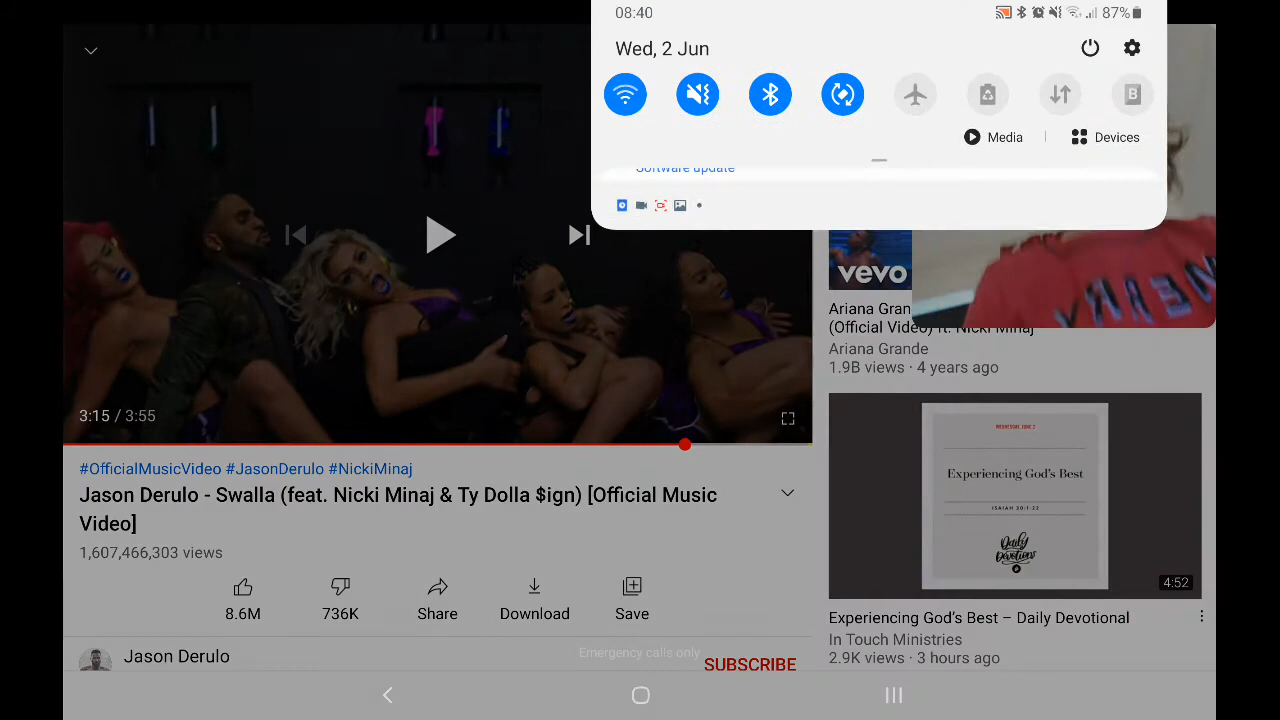 08:40
87%
Wed, 2 Jun
Media
Devices
Software update
3:15 / 3:55
#OfficialMusicVideo #JasonDerulo #NickiMinaj
Jason Derulo - Swalla (feat. Nicki Minaj & Ty Dolla $ign) [Official Music
Video]
1,607,466,303 views
8.6M
736K
Share
Download
Save
Jason Derulo
SUBSCRIBE
Emergency calls only
vevo
Ariana Gran
(Official Video) ft. Nicki Minaj
Ariana Grande
1.9B views · 4 years ago
WEDNESDAY, JUNE 2
Experiencing God's Best
ISAIAH 30:1-22
Daily
Devotions
4:52
Experiencing God's Best – Daily Devotional
In Touch Ministries
2.9K views · 3 hours ago